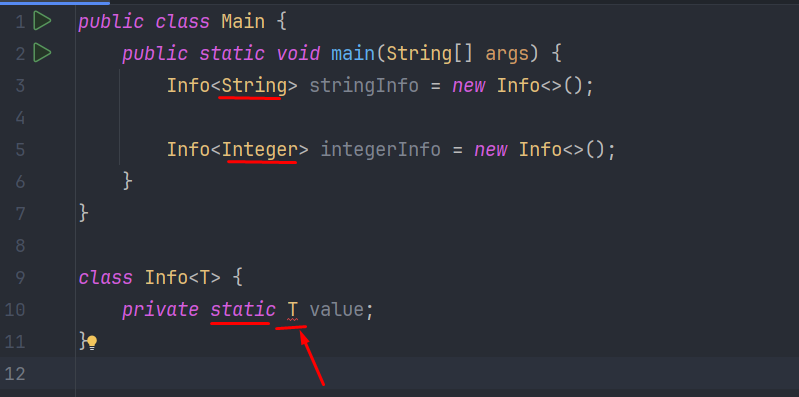 1 public class Main {
2 public static void main(String[] args) {
3 Info<String> stringInfo = new Info<>();
4
5 Info<Integer> integerInfo = new Info<>();
6 }
7 }
8
9 class Info<T> {
10 private static T value;
11 }
12